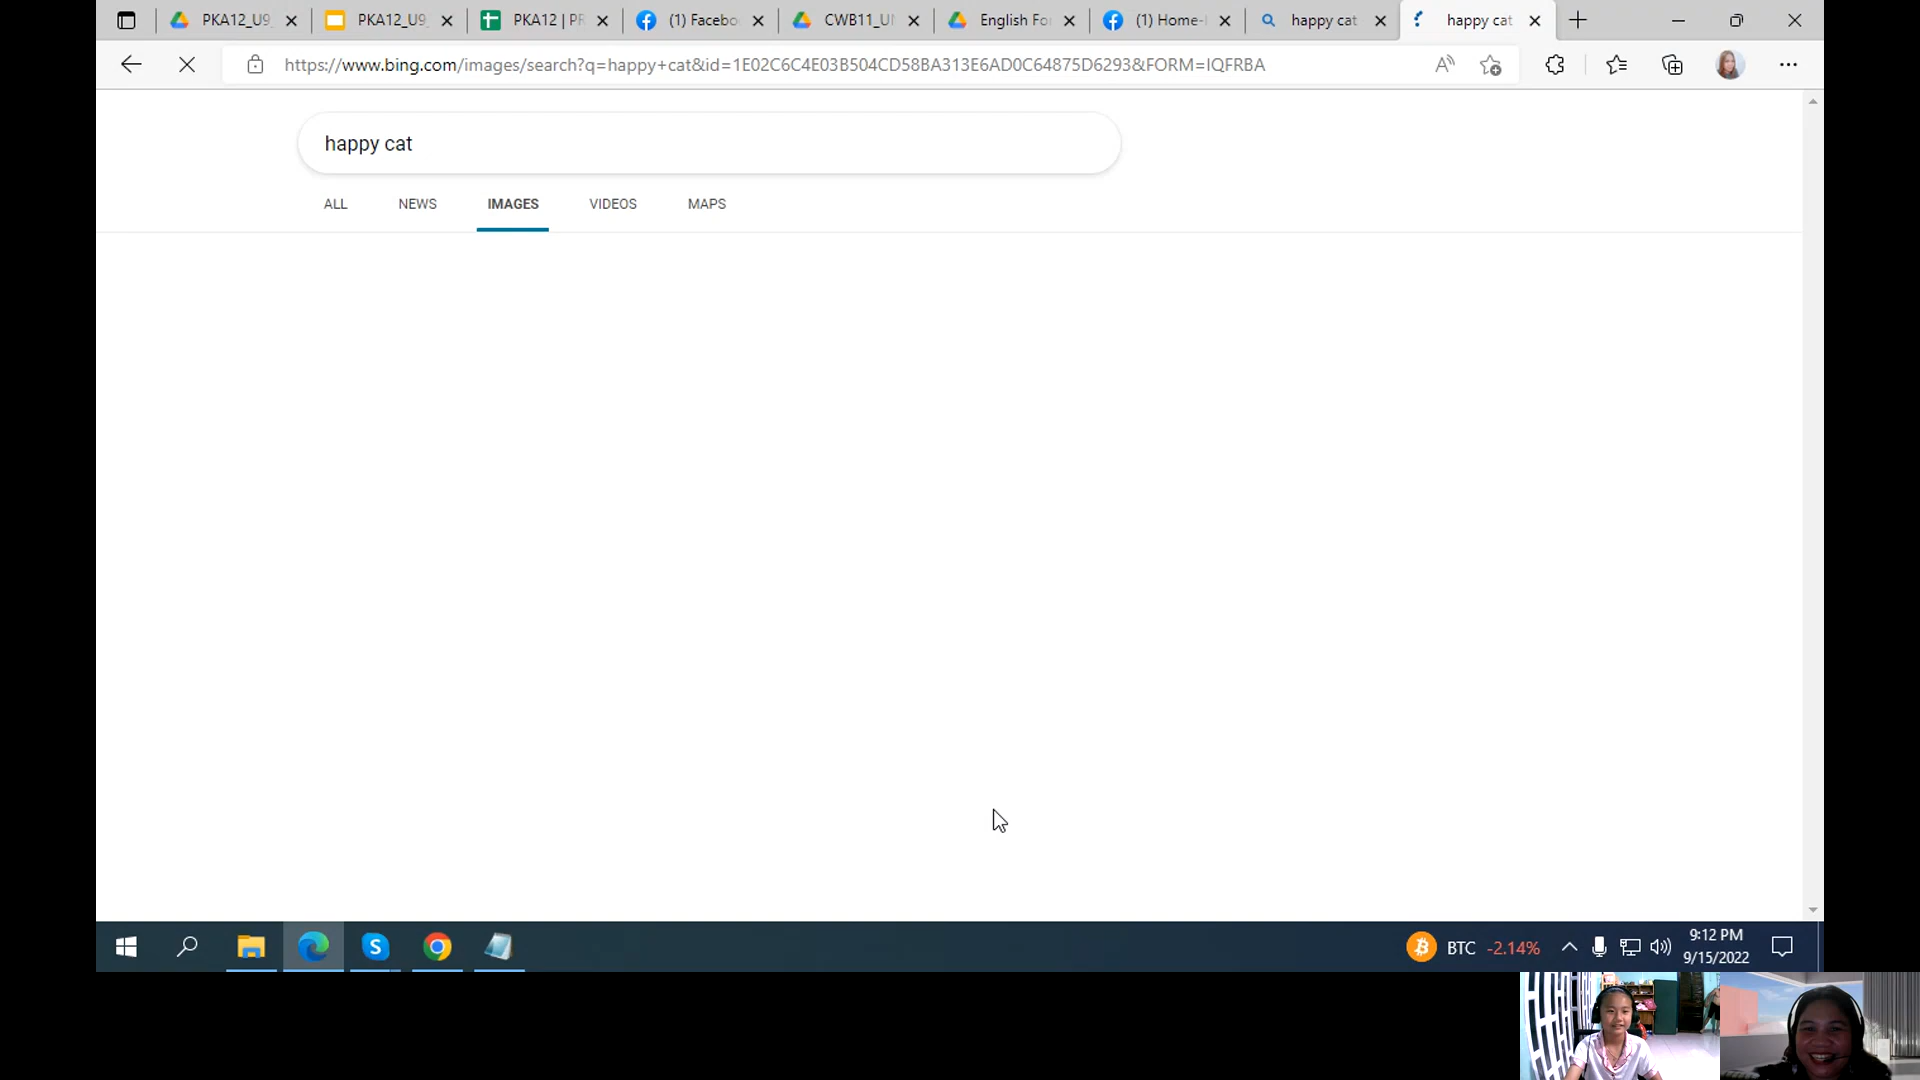 PKA12_U9
PKA12_U9
PKA12 | PR
(1) Facebo
CWB11_U
English Fo
(1) Home-
happy cat
happy cat
https://www.bing.com/images/search?q=happy+cat&id=1E02C6C4E03B504CD58BA313E6AD0C64875D6293&FORM=IQFRBA
happy cat
ALL NEWS IMAGES VIDEOS MAPS
BTC -2.14%
9:12 PM
9/15/2022